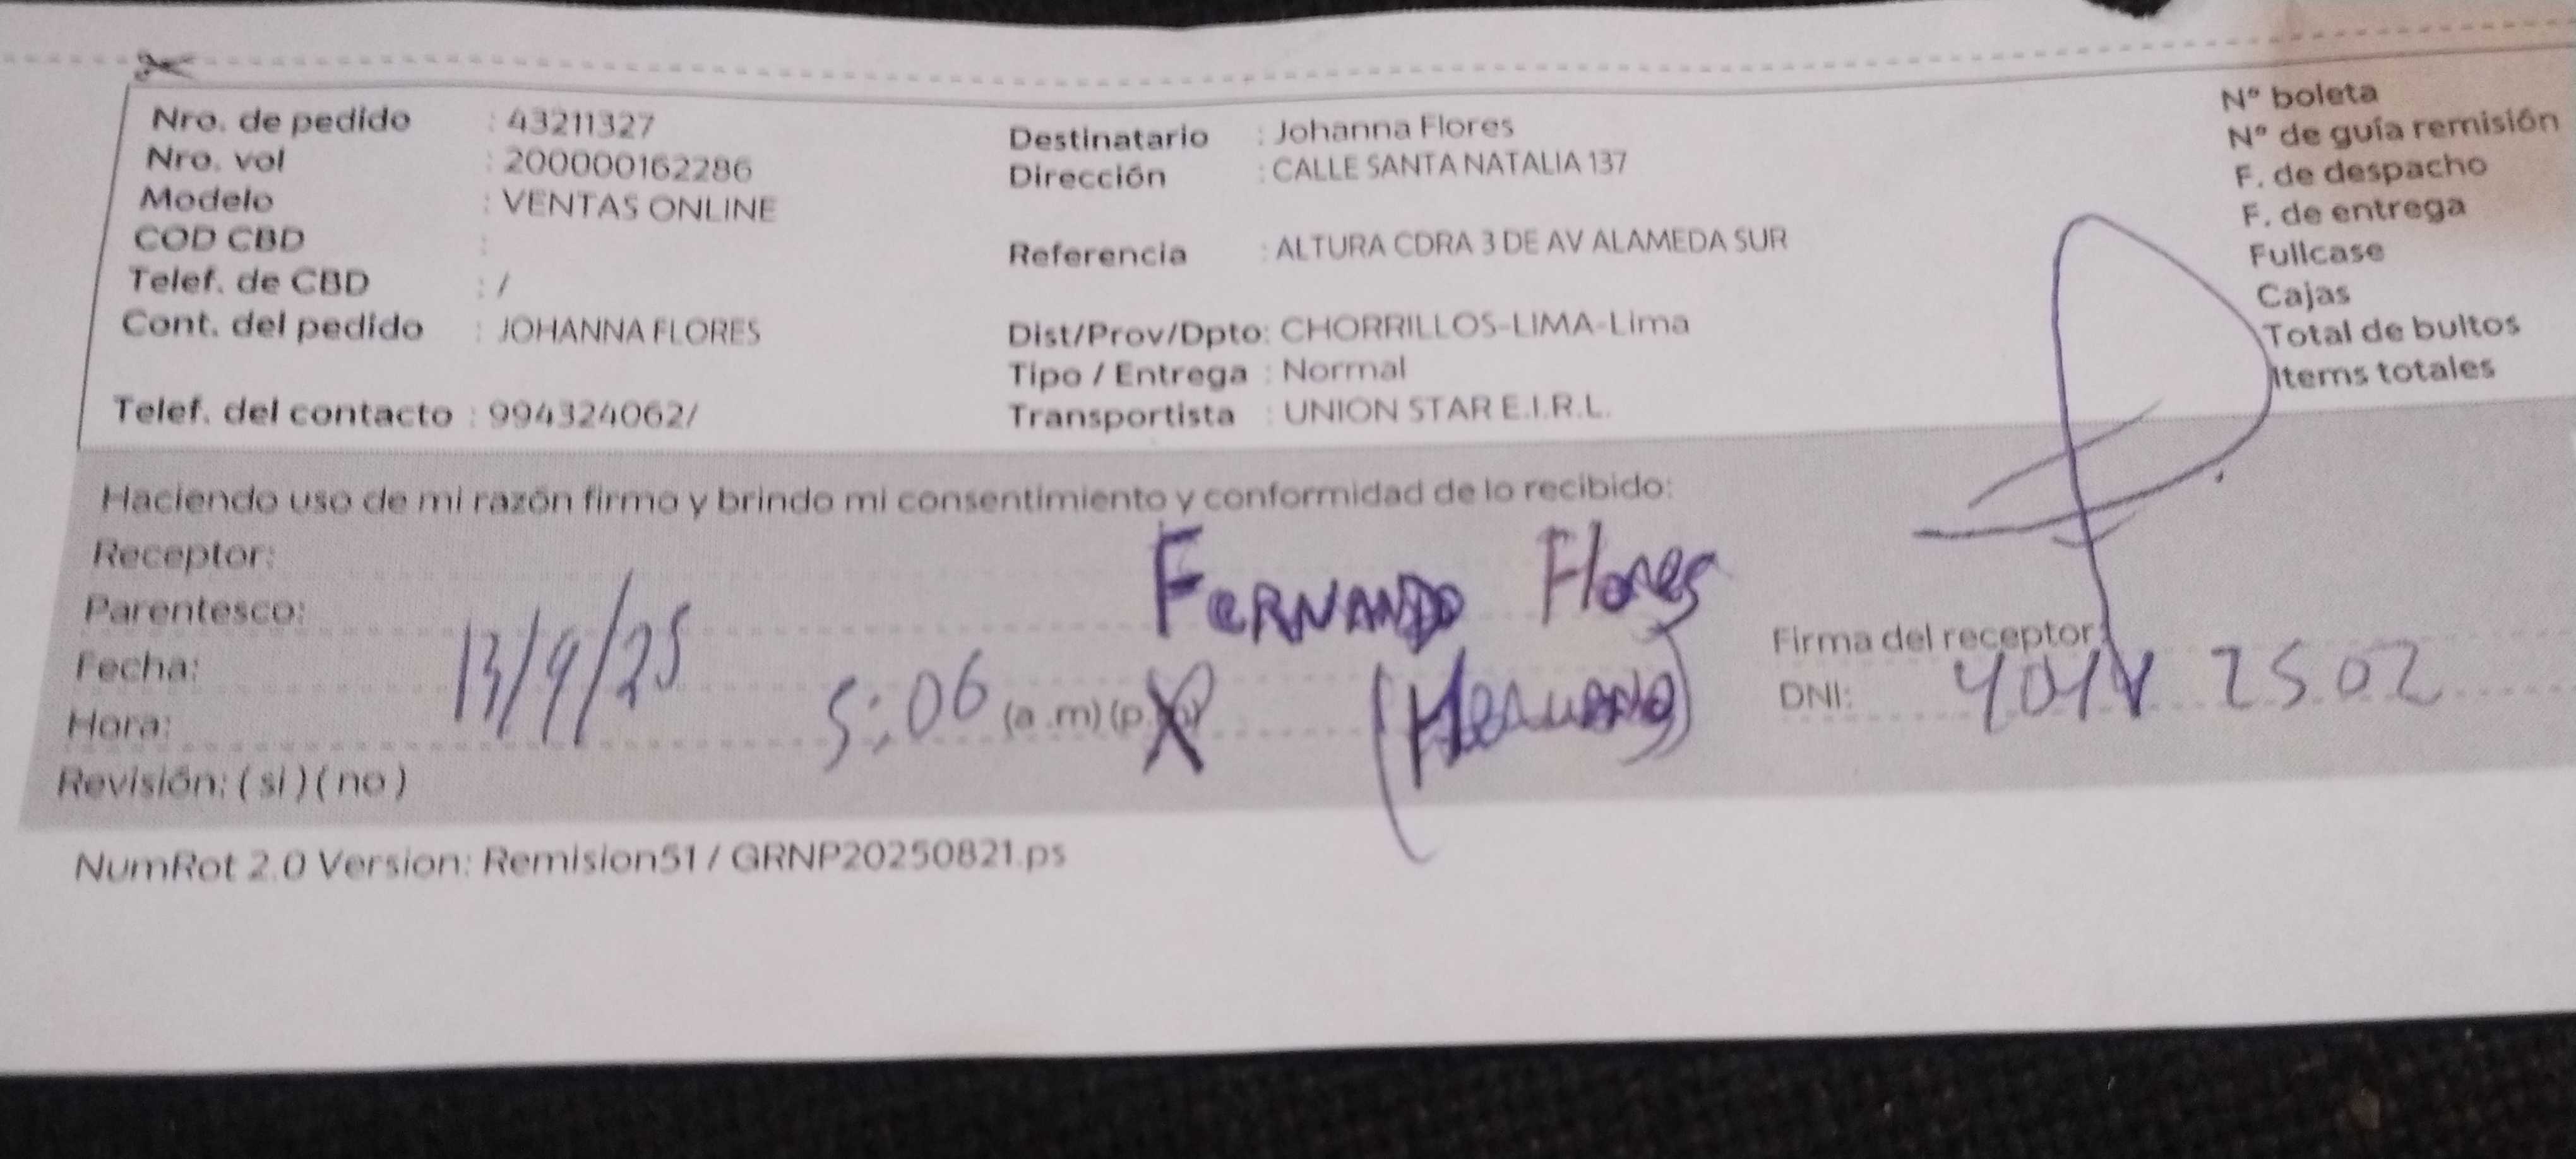 Nro. de pedido : 43211327
Nro. vol : 200000162286
Modelo : VENTAS ONLINE
COD CBD :
Telef. de CBD : /
Cont. del pedido : JOHANNA FLORES
Telef. del contacto : 994324062/
Destinatario : Johanna Flores
Dirección : CALLE SANTA NATALIA 137
Referencia : ALTURA CDRA 3 DE AV ALAMEDA SUR
Dist/Prov/Dpto: CHORRILLOS-LIMA-Lima
Tipo / Entrega : Normal
Transportista : UNION STAR E.I.R.L.
N° boleta
N° de guía remisión
F. de despacho
F. de entrega
Fullcase
Cajas
Total de bultos
Items totales
Haciendo uso de mi razón firmo y brindo mi consentimiento y conformidad de lo recibido:
Receptor: FeRNANDO Flores
Parentesco: (Hermano)
Fecha: 13/9/25
Hora: 5:06 (a.m)(p.
Revisión: ( si ) ( no )
Firma del receptor:
DNI: 2502
NumRot 2.0 Version: Remision51 / GRNP20250821.ps